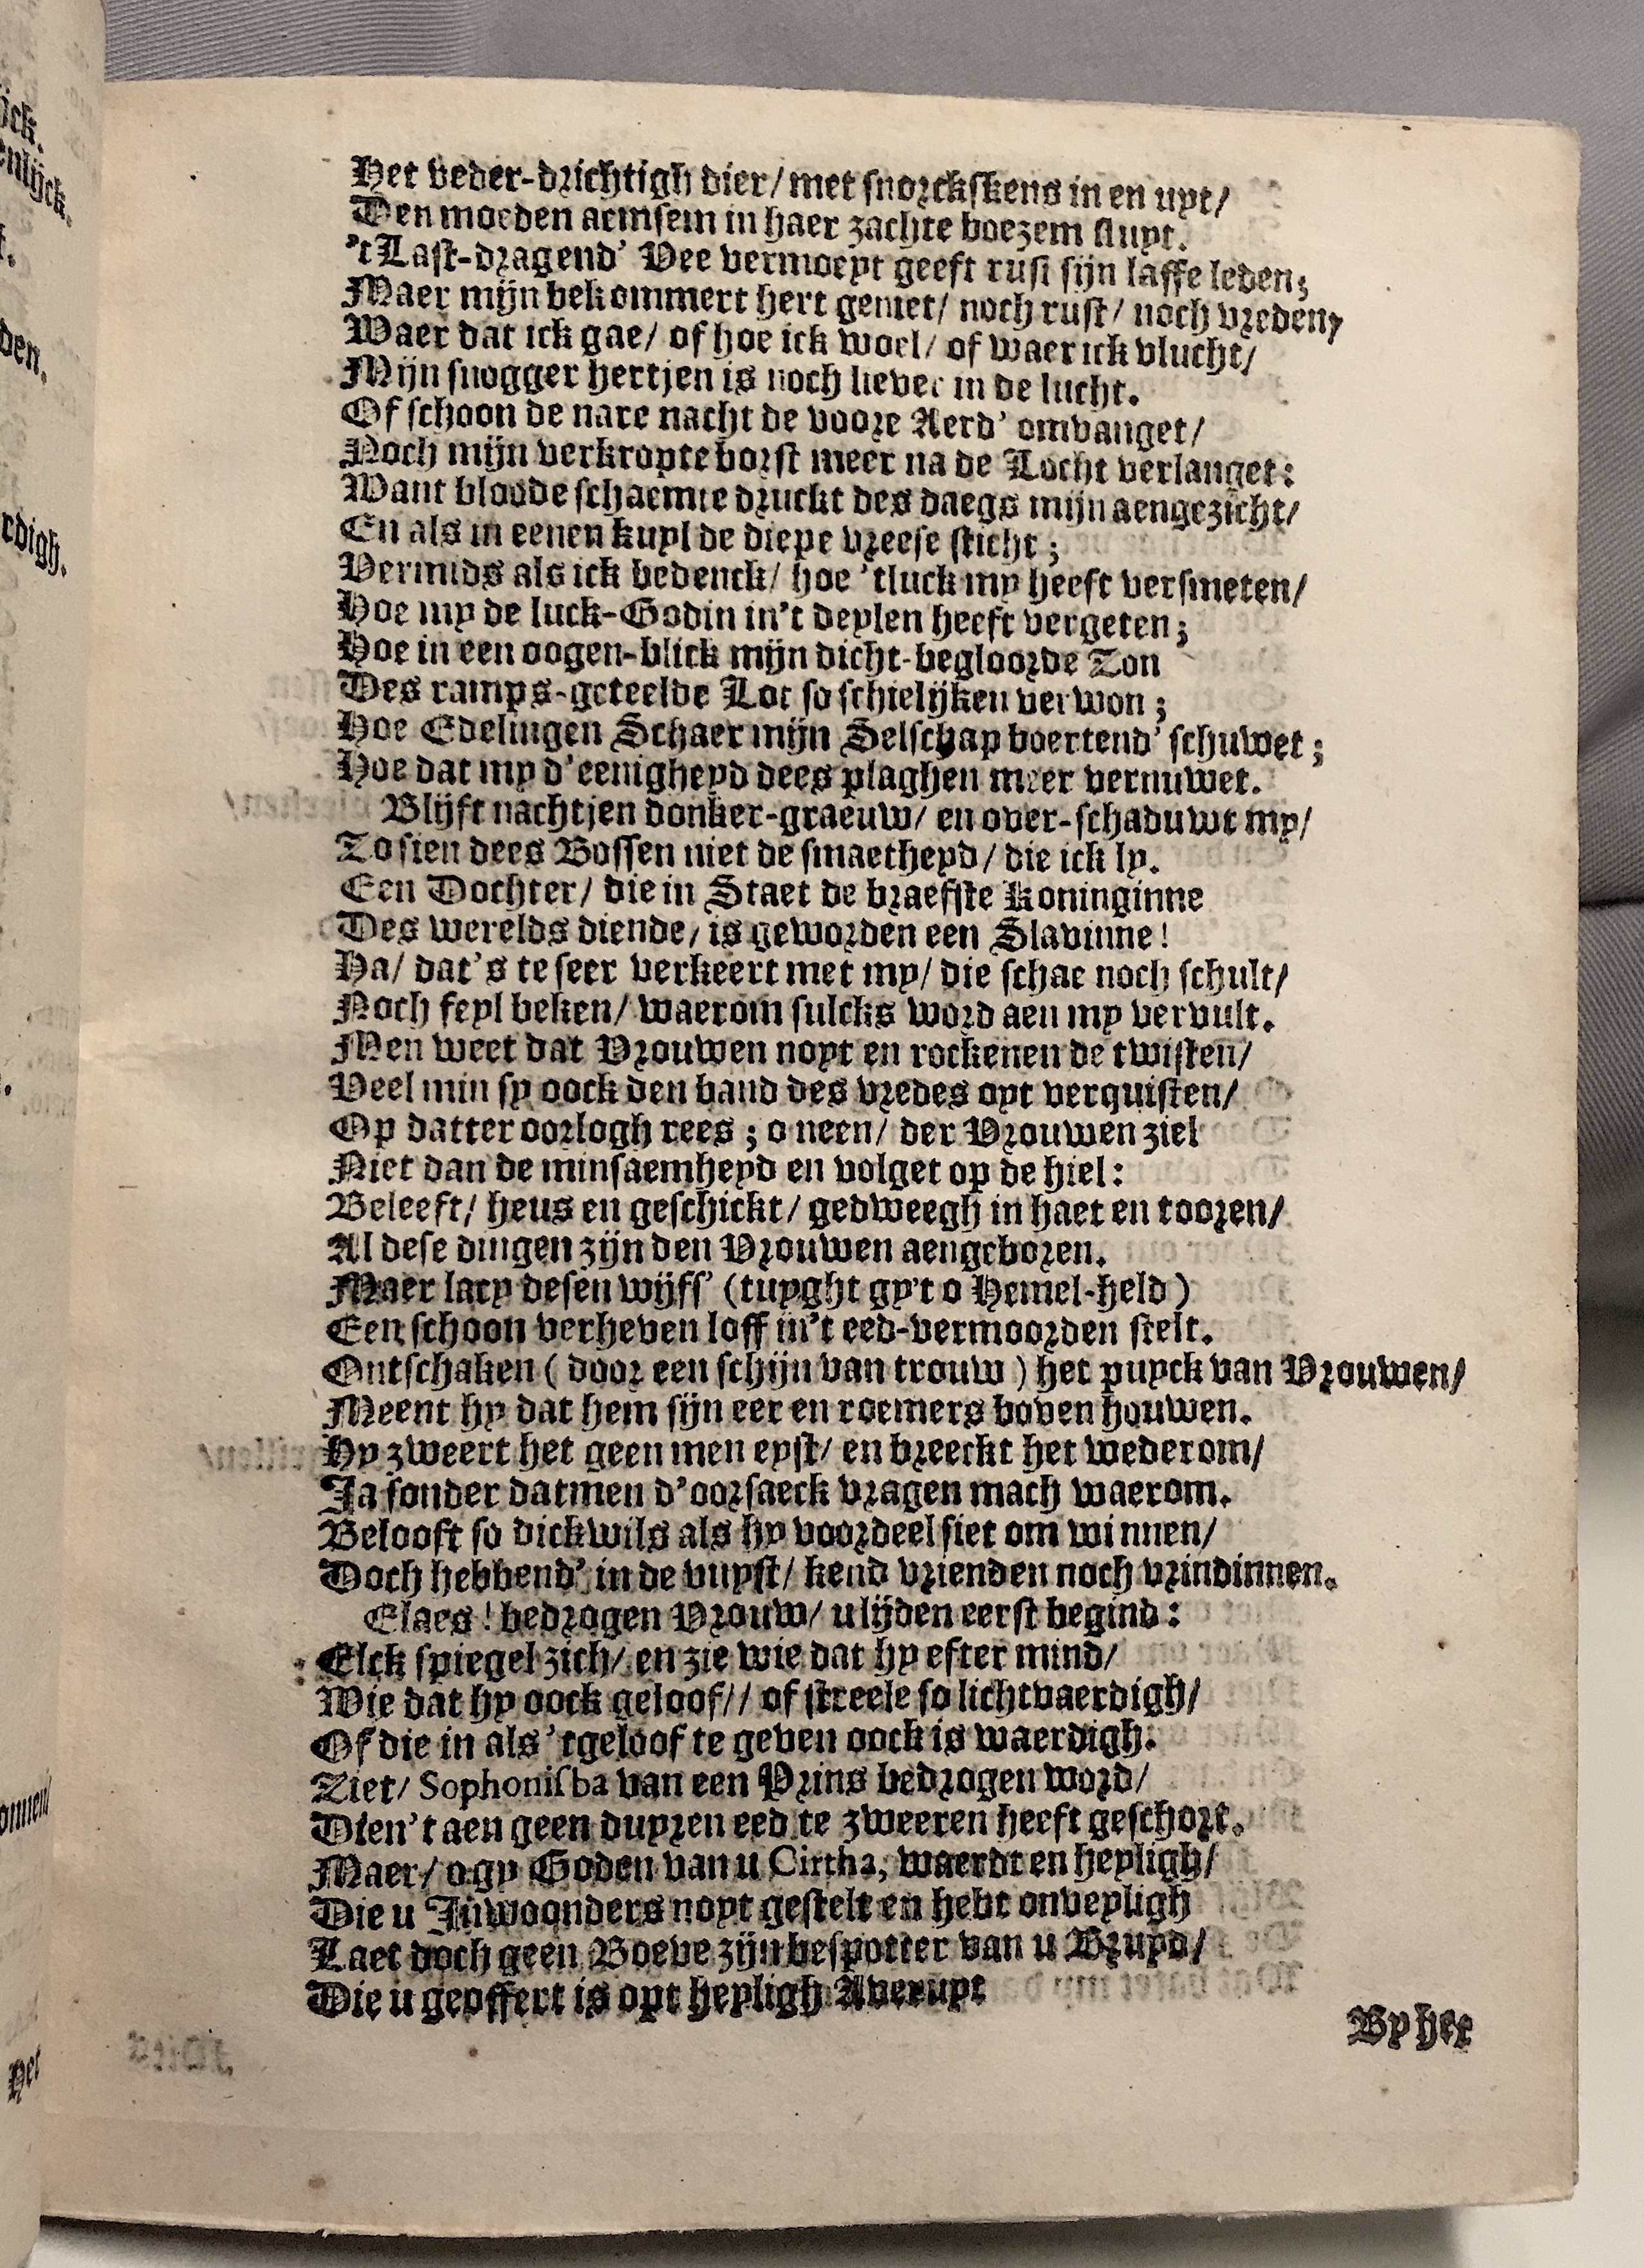 Het veder-drichtigh dier/ met snorckskens in en uyt/
Den moeden aemsem in haer zachte boezem sluyt.
't Last-dragend' Vee vermoeyt geeft rust sijn laffe leden;
Maer mijn bekommert hert geniet/ noch rust/ noch vreden,
Waer dat ick gae/ of hoe ick woel/ of waer ick vlucht/
Mijn snogger hertjen is noch liever in de lucht.
Of schoon de nare nacht de voore Aerd' omvanget/
Noch mijn verkropte borst meer na de Locht verlanget:
Want bloode schaemte druckt des daegs mijn aengezicht/
En als in eenen kuyl de diepe vreese sticht;
Vermids als ick bedenck/ hoe 'tluck my heeft versmeten/
Hoe my de luck-Godin in't deylen heeft vergeten;
Hoe in een oogen-blick mijn dicht-begloorde Ton
Des ramps-geteelde Lot so schielijken verwon;
Hoe Edelingen Schaer mijn Selschap boertend' schuwet;
Hoe dat my d'eenigheyd dees plaghen meer vernuwet.
Blijft nachtjen donker-graeuw/ en over-schaduwt my/
To sien dees Bossen niet de smaetheyd/ die ick ly.
Een Dochter/ die in Staet de braefste Koninginne
Des werelds diende, is geworden een Slavinne!
Ha/ dat's te seer verkeert met my/ die schae noch schult/
Noch feyl beken/ waerom sulcks word aen my vervult.
Men weet dat Vrouwen noyt en rockenen de twisten/
Veel min sy oock den band des vredes oyt verquisten/
Op datter oorlogh rees; o neen/ der Vrouwen ziel
Niet dan de minsaemheyd en volget op de hiel:
Beleeft/ heus en geschickt/ gedweegh in haet en tooren/
Al dese dingen zijn den Vrouwen aengeboren.
Maer lacy desen wijff' (tuyght gy't o Hemel-held)
Een schoon verheven loff in't eed-vermoorden stelt.
Ontschaken (door een schijn van trouw) het puyck van Vrouwen/
Meent hy dat hem sijn eer en roemers boven houwen.
Hy zweert het geen men eyst/ en breeckt het wederom/
Ja sonder datmen d'oorsaeck vragen mach waerom.
Belooft so dickwils als hy voordeel siet om winnen/
Doch hebbend' in de vuyst/ kend vrienden noch vrindinnen.
Elaes! bedrogen Vrouw/ u lijden eerst begind:
Elck spiegel zich/ en zie wie dat hy efter mind/
Wie dat hy oock geloof// of streele so lichtvaerdigh/
Of die in als 'tgeloof te geven oock is waerdigh.
Ziet/ Sophonisba van een Prins bedrogen word/
Dien't aen geen duyren eed te zweeren heeft geschort.
Maer/ o gy Goden van u Cirtha, waerdt en heyligh/
Die u Inwoonders noyt gestelt en hebt onveyligh
Laet doch geen Boeve zijn bespotter van u Bruyd/
Die u geoffert is opt heyligh Averuyt
By het